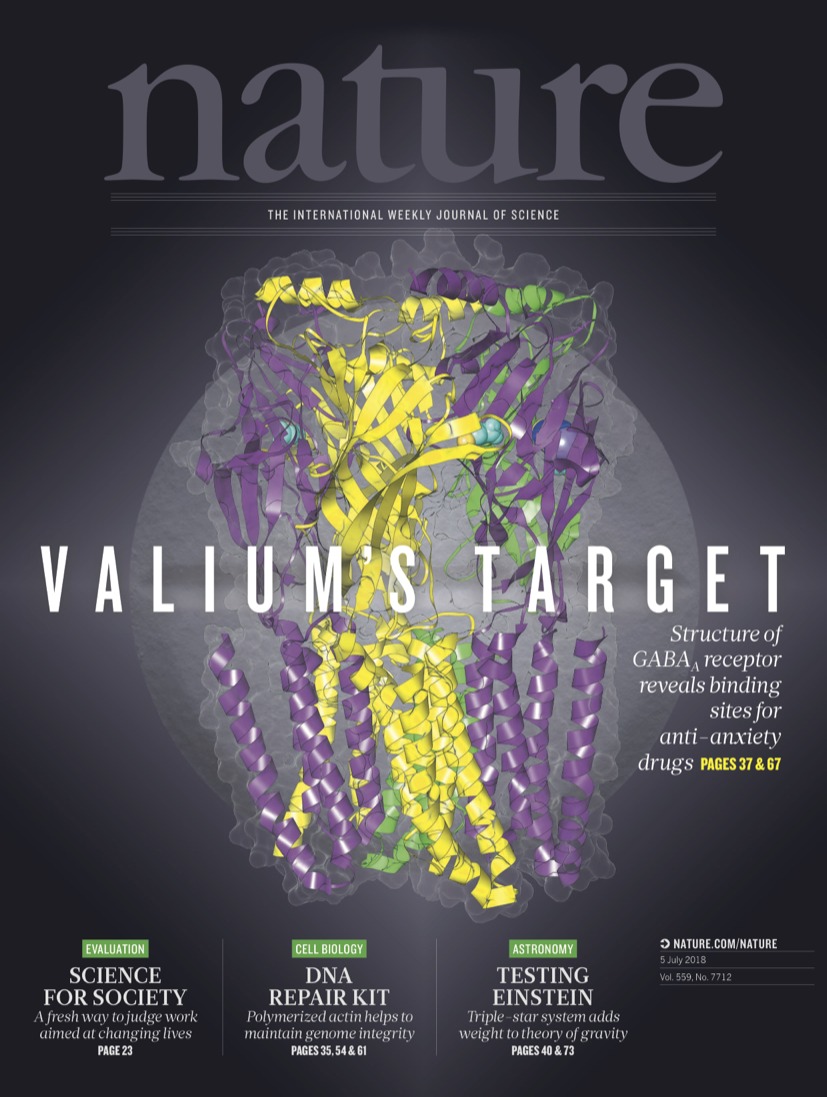 nature
THE INTERNATIONAL WEEKLY JOURNAL OF SCIENCE
VALIUM'S TARGET
Structure of
GABAA receptor
reveals binding
sites for
anti-anxiety
drugs PAGES 37 & 67
EVALUATION
SCIENCE
FOR SOCIETY
A fresh way to judge work
aimed at changing lives
PAGE 23
CELL BIOLOGY
DNA
REPAIR KIT
Polymerized actin helps to
maintain genome integrity
PAGES 35, 54 & 61
ASTRONOMY
TESTING
EINSTEIN
Triple-star system adds
weight to theory of gravity
PAGES 40 & 73
NATURE.COM/NATURE
5 July 2018
Vol. 559, No. 7712